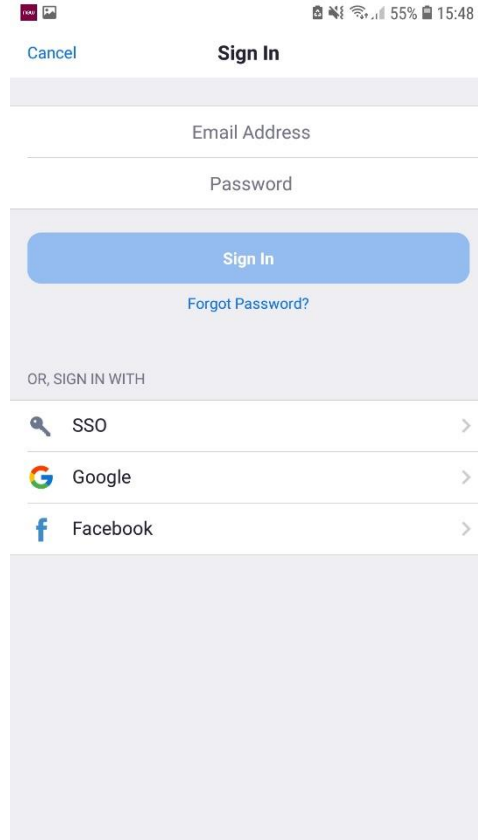 55% 15:48
Cancel Sign In
Email Address
Password
Sign In
Forgot Password?
OR, SIGN IN WITH
SSO
Google
Facebook